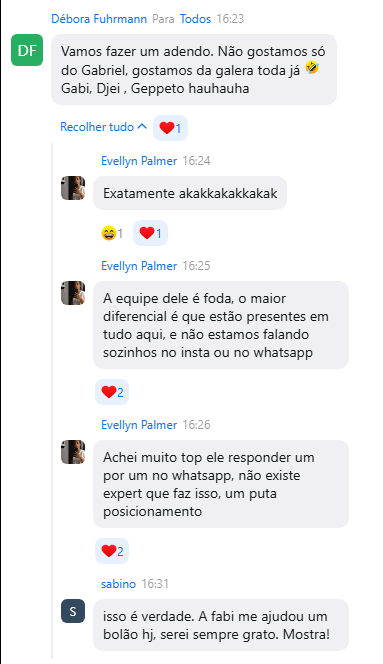 Débora Fuhrmann Para Todos 16:23
DF
Vamos fazer um adendo. Não gostamos só
do Gabriel, gostamos da galera toda já 🤣
Gabi, Djei , Geppeto hauhauha
Recolher tudo ❤️1
Evellyn Palmer 16:24
Exatamente akakkakakkakak
😄1 ❤️1
Evellyn Palmer 16:25
A equipe dele é foda, o maior
diferencial é que estão presentes em
tudo aqui, e não estamos falando
sozinhos no insta ou no whatsapp
❤️2
Evellyn Palmer 16:26
Achei muito top ele responder um
por um no whatsapp, não existe
expert que faz isso, um puta
posicionamento
❤️2
sabino 16:31
S
isso é verdade. A fabi me ajudou um
bolão hj, serei sempre grato. Mostra!